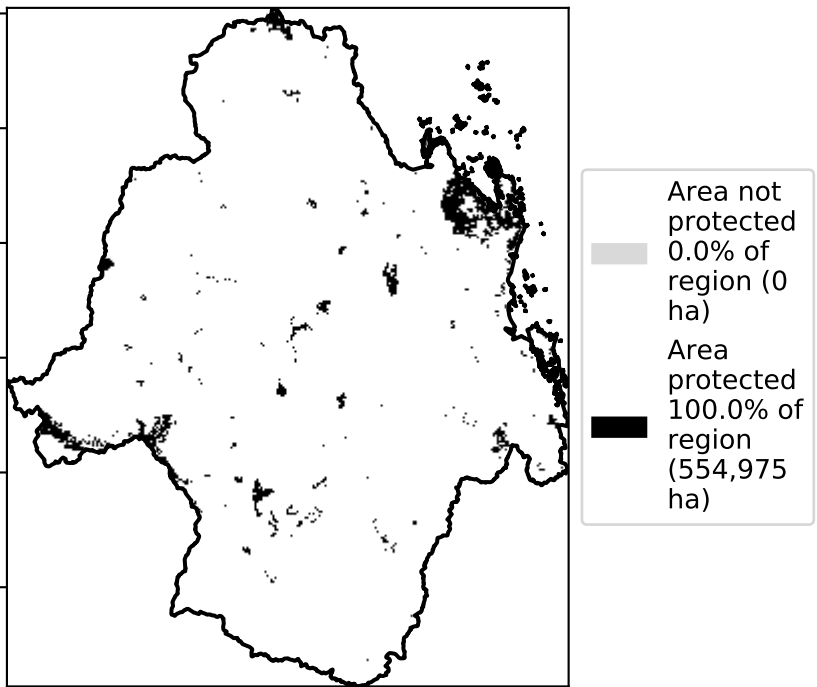 Area not
protected
0.0% of
region (0
ha)
Area
protected
100.0% of
region
(554,975
ha)